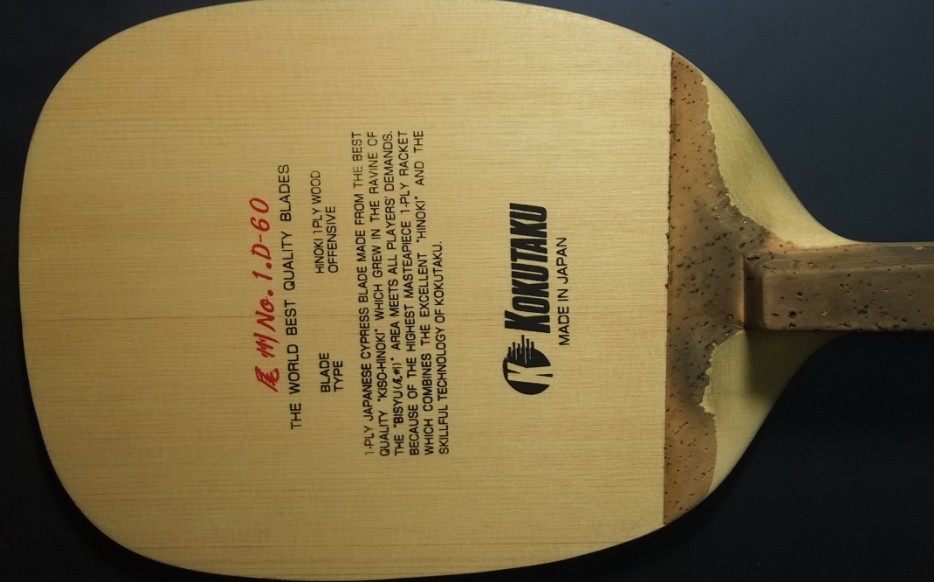 尾州No.1.D-60
THE WORLD BEST QUALITY BLADES
BLADE HINOKI 1PLY WOOD
TYPE OFFENSIVE
1-PLY JAPANESE CYPRESS BLADE MADE FROM THE BEST
QUALITY "KISO-HINOKI" WHICH GREW IN THE RAVINE OF
THE "BISYU(尾州)" AREA MEETS ALL PLAYERS' DEMANDS.
BECAUSE OF THE HIGHEST MASTEAPIECE 1-PLY RACKET
WHICH COMBINES THE EXCELLENT "HINOKI" AND THE
SKILLFUL TECHNOLOGY OF KOKUTAKU.
KOKUTAKU
MADE IN JAPAN